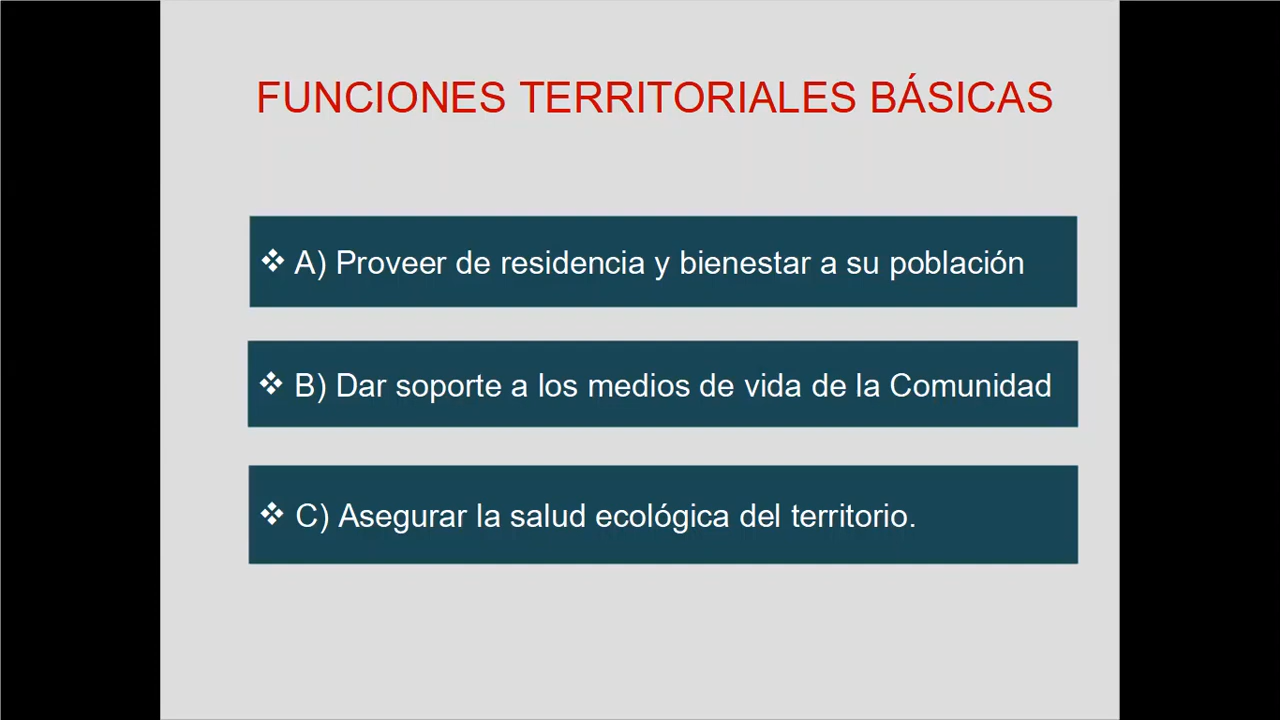 FUNCIONES TERRITORIALES BÁSICAS
❖ A) Proveer de residencia y bienestar a su población
❖ B) Dar soporte a los medios de vida de la Comunidad
❖ C) Asegurar la salud ecológica del territorio.